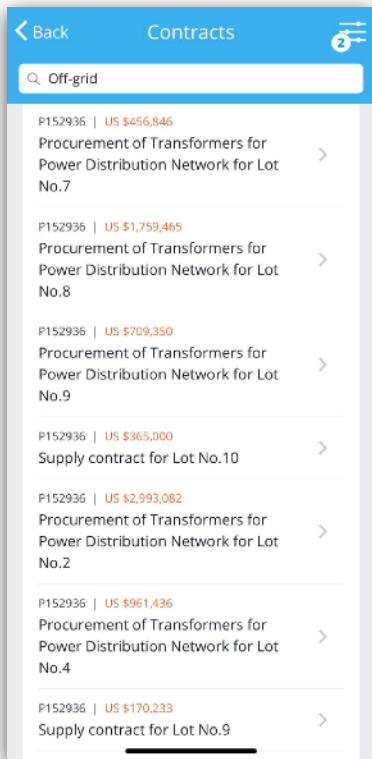 Back
Contracts
2
Off-grid
P152936 | US $456,846
Procurement of Transformers for
Power Distribution Network for Lot
No.7
P152936 | US $1,759,465
Procurement of Transformers for
Power Distribution Network for Lot
No.8
P152936 | US $709,350
Procurement of Transformers for
Power Distribution Network for Lot
No.9
P152936 | US $365,000
Supply contract for Lot No.10
P152936 | US $2,993,082
Procurement of Transformers for
Power Distribution Network for Lot
No.2
P152936 | US $961,436
Procurement of Transformers for
Power Distribution Network for Lot
No.4
P152936 | US $170,233
Supply contract for Lot No.9